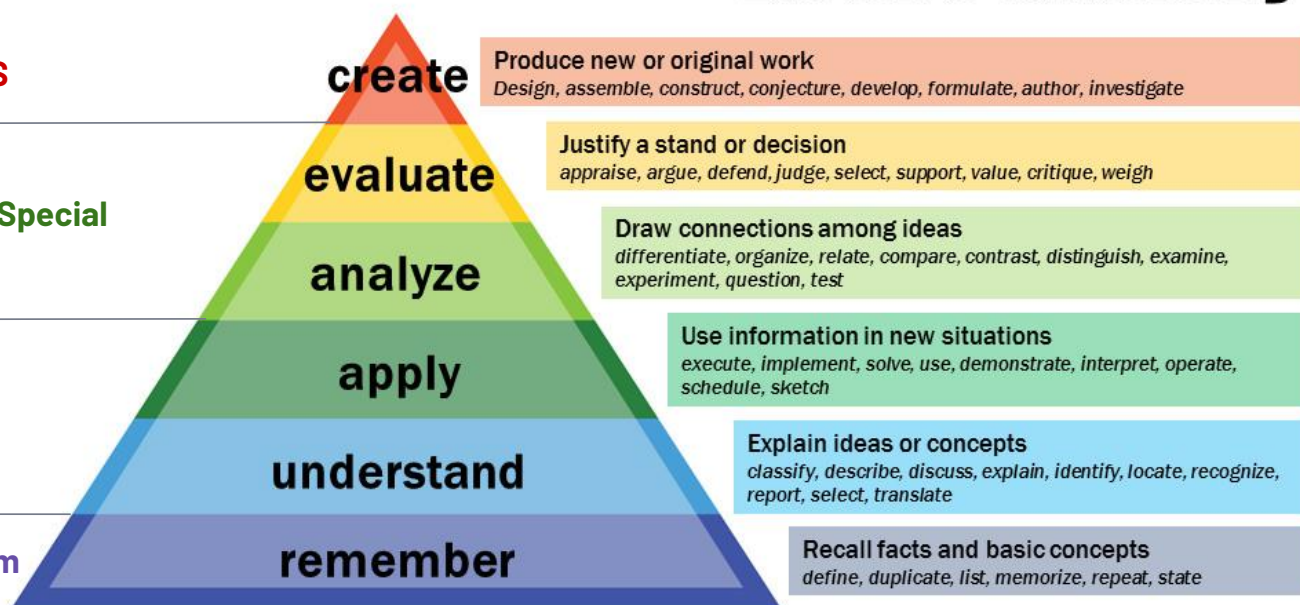 create
Produce new or original work
Design, assemble, construct, conjecture, develop, formulate, author, investigate
evaluate
Justify a stand or decision
appraise, argue, defend, judge, select, support, value, critique, weigh
Special
analyze
Draw connections among ideas
differentiate, organize, relate, compare, contrast, distinguish, examine,
experiment, question, test
apply
Use information in new situations
execute, implement, solve, use, demonstrate, interpret, operate,
schedule, sketch
understand
Explain ideas or concepts
classify, describe, discuss, explain, identify, locate, recognize,
report, select, translate
remember
Recall facts and basic concepts
define, duplicate, list, memorize, repeat, state